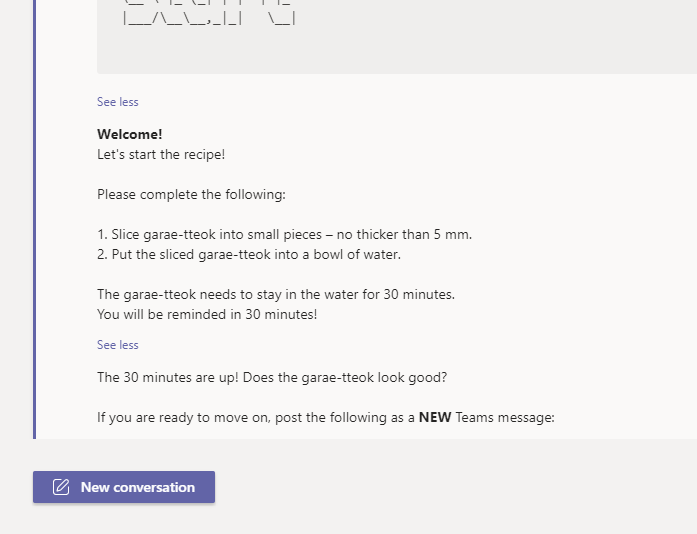 |___/\__\__,_|_|   \__|
See less
Welcome!
Let's start the recipe!
Please complete the following:
1. Slice garae-tteok into small pieces – no thicker than 5 mm.
2. Put the sliced garae-tteok into a bowl of water.
The garae-tteok needs to stay in the water for 30 minutes.
You will be reminded in 30 minutes!
See less
The 30 minutes are up! Does the garae-tteok look good?
If you are ready to move on, post the following as a NEW Teams message:
New conversation